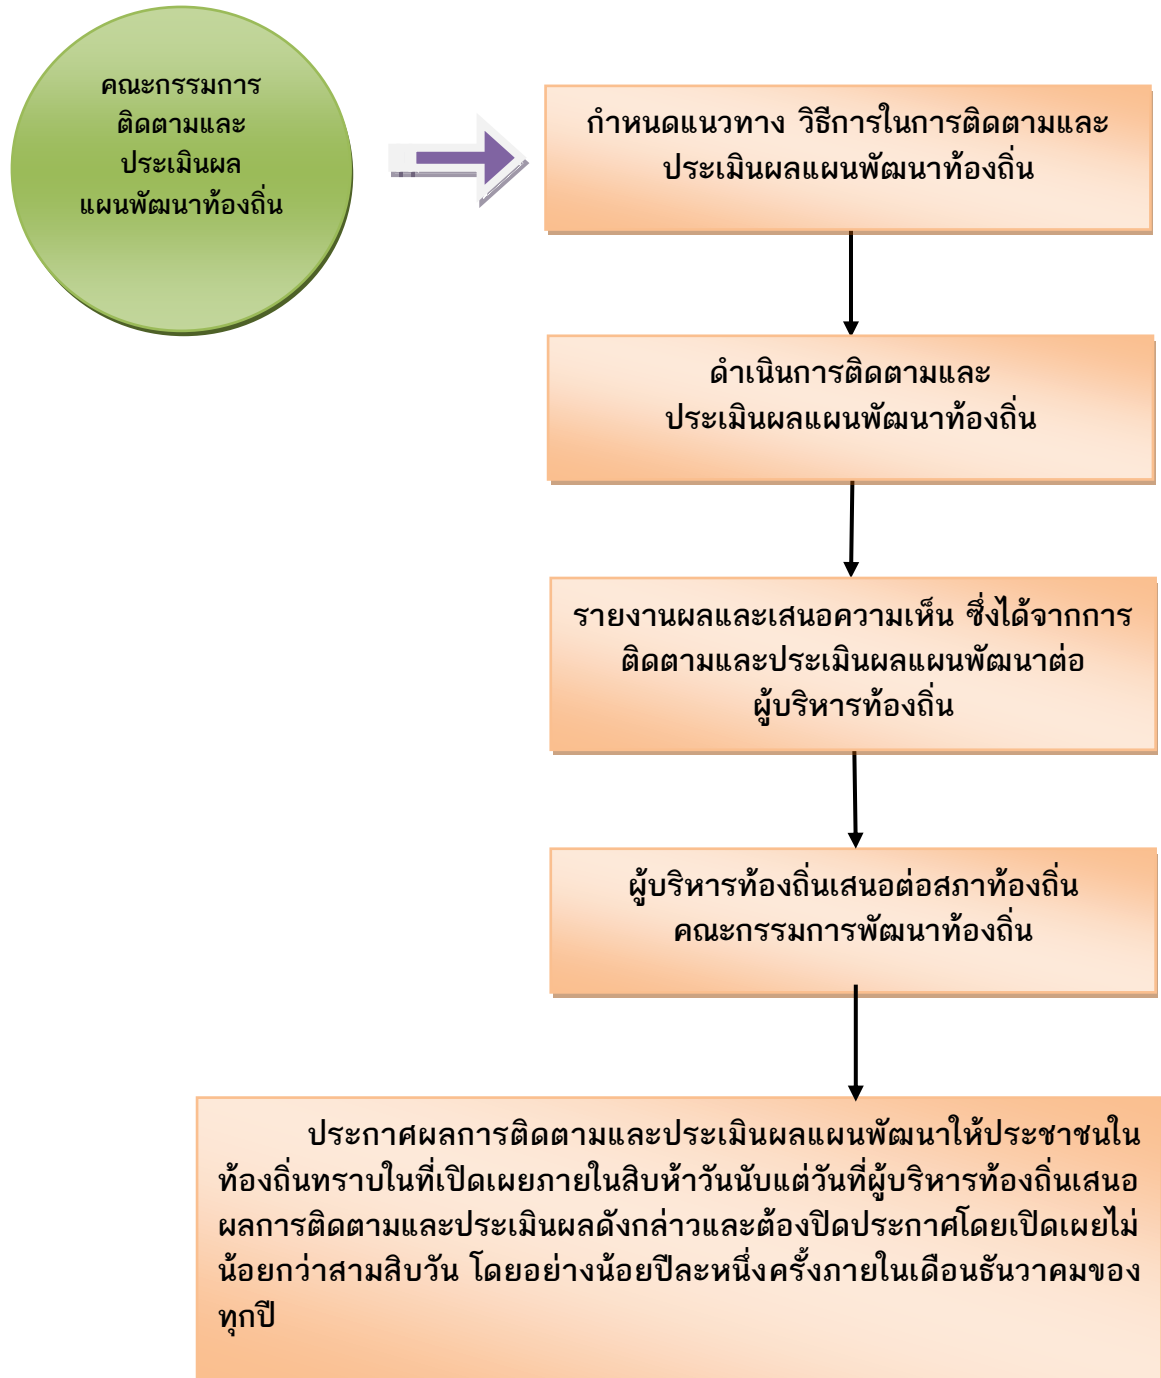 คณะกรรมการ
ติดตามและ
ประเมินผล
แผนพัฒนาท้องถิ่น
กำหนดแนวทาง วิธีการในการติดตามและ
ประเมินผลแผนพัฒนาท้องถิ่น
ดำเนินการติดตามและ
ประเมินผลแผนพัฒนาท้องถิ่น
รายงานผลและเสนอความเห็น ซึ่งได้จากการ
ติดตามและประเมินผลแผนพัฒนาต่อ
ผู้บริหารท้องถิ่น
ผู้บริหารท้องถิ่นเสนอต่อสภาท้องถิ่น
คณะกรรมการพัฒนาท้องถิ่น
ประกาศผลการติดตามและประเมินผลแผนพัฒนาให้ประชาชนใน
ท้องถิ่นทราบในที่เปิดเผยภายในสิบห้าวันนับแต่วันที่ผู้บริหารท้องถิ่นเสนอ
ผลการติดตามและประเมินผลดังกล่าวและต้องปิดประกาศโดยเปิดเผยไม่
น้อยกว่าสามสิบวัน โดยอย่างน้อยปีละหนึ่งครั้งภายในเดือนธันวาคมของ
ทุกปี